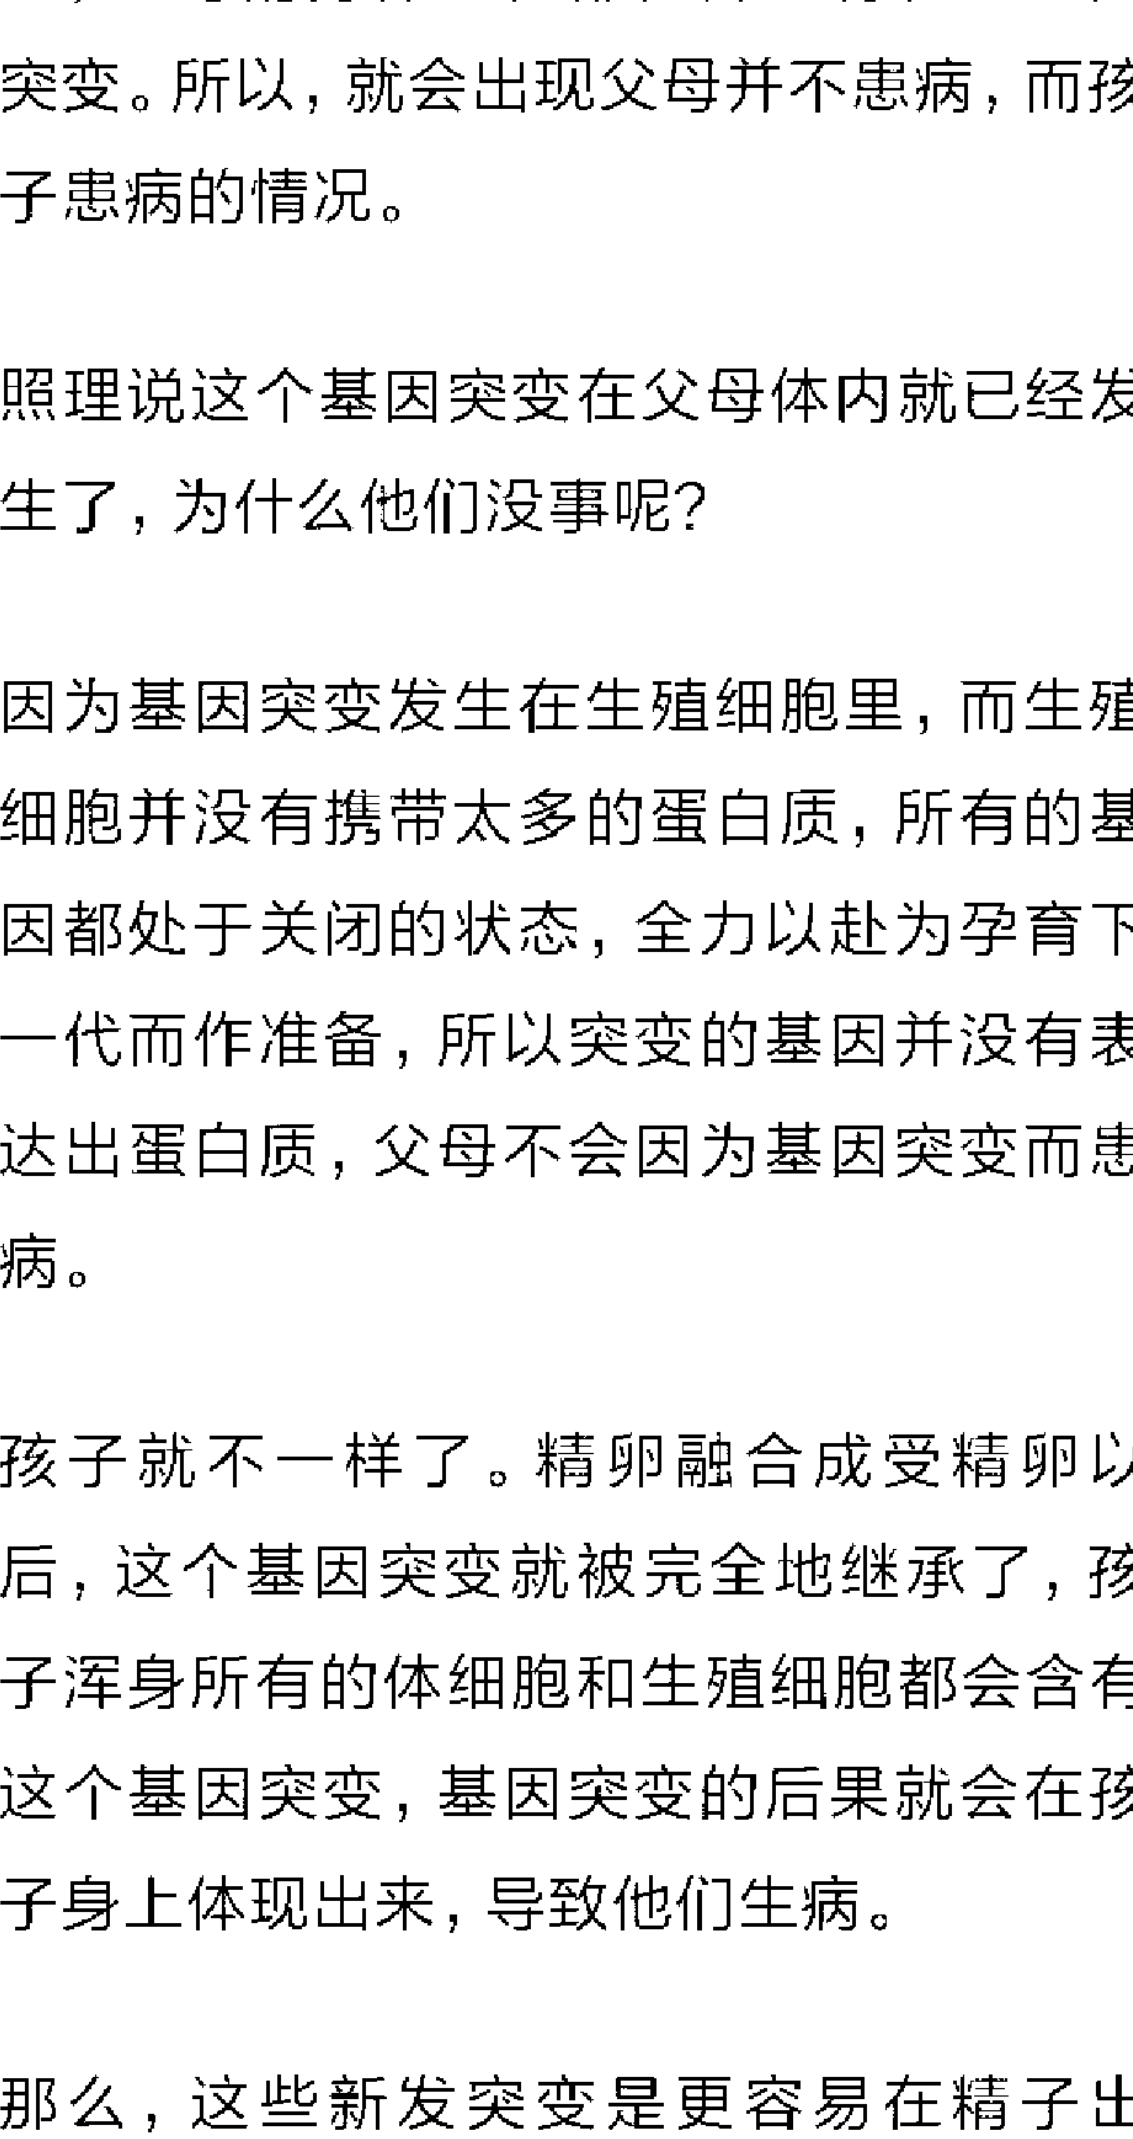 突变。所以，就会出现父母并不患病，而孩
子患病的情况。
照理说这个基因突变在父母体内就已经发
生了，为什么他们没事呢？
因为基因突变发生在生殖细胞里，而生殖
细胞并没有携带太多的蛋白质，所有的基
因都处于关闭的状态，全力以赴为孕育下
一代而作准备，所以突变的基因并没有表
达出蛋白质，父母不会因为基因突变而患
病。
孩子就不一样了。精卵融合成受精卵以
后，这个基因突变就被完全地继承了，孩
子浑身所有的体细胞和生殖细胞都会含有
这个基因突变，基因突变的后果就会在孩
子身上体现出来，导致他们生病。
那么，这些新发突变是更容易在精子出